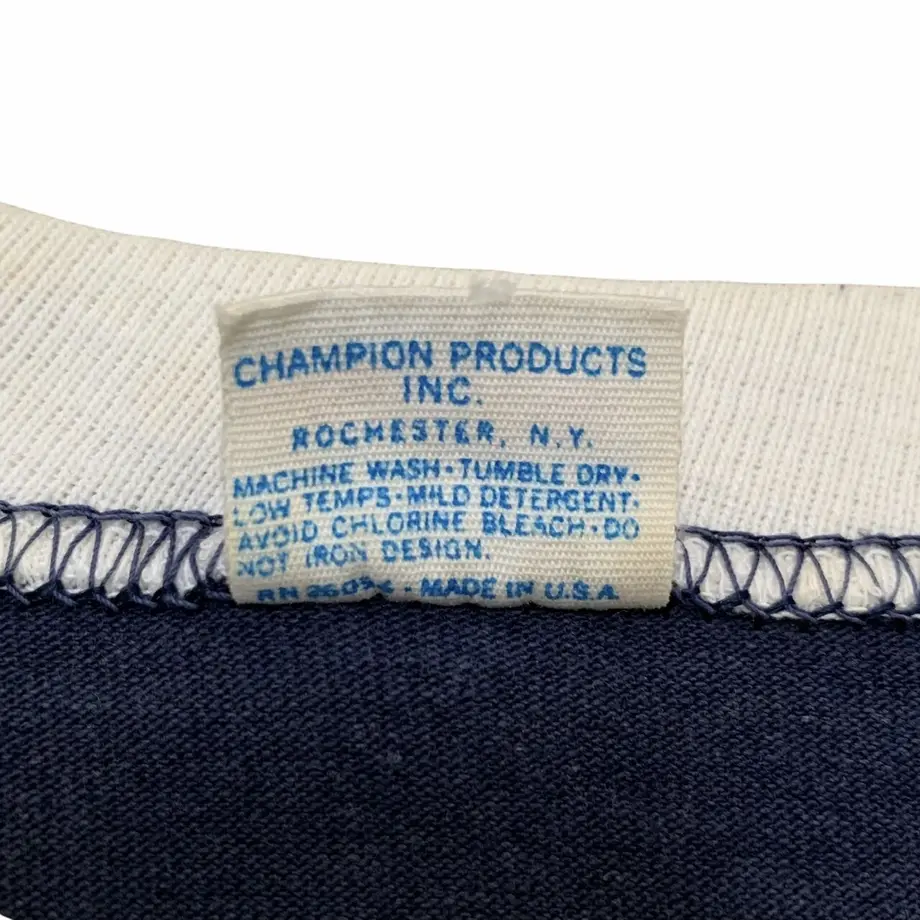 CHAMPION PRODUCTS
INC.
ROCHESTER, N.Y.
MACHINE WASH·TUMBLE DRY·
LOW TEMPS·MILD DETERGENT·
AVOID CHLORINE BLEACH·DO
NOT IRON DESIGN.
RN · MADE IN U.S.A